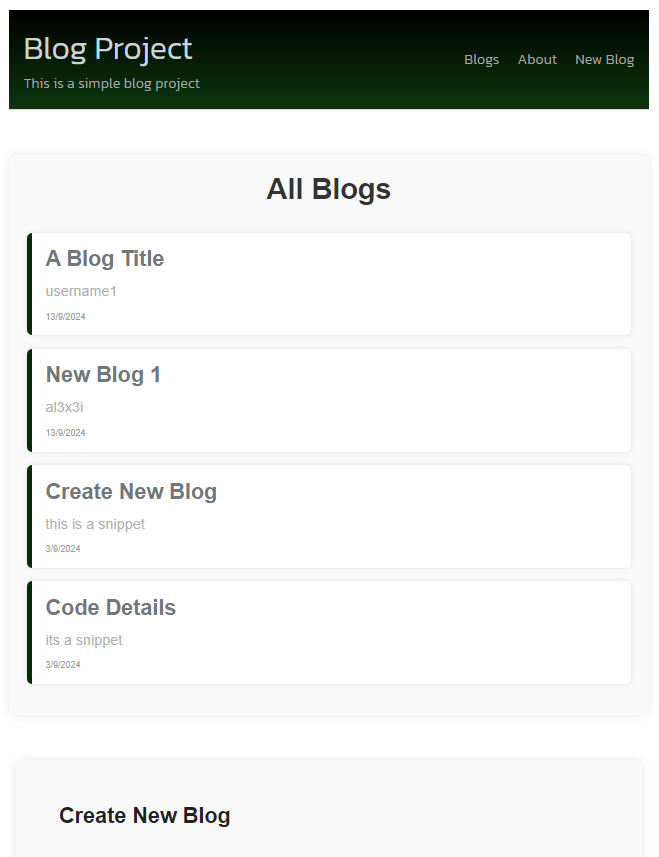 Blog Project
This is a simple blog project
Blogs About New Blog
All Blogs
A Blog Title
username1
13/9/2024
New Blog 1
al3x3i
13/9/2024
Create New Blog
this is a snippet
3/9/2024
Code Details
its a snippet
3/9/2024
Create New Blog